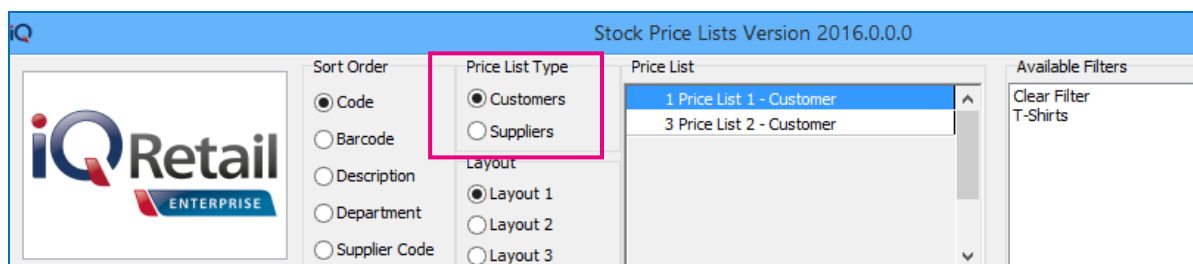 iQ
Stock Price Lists Version 2016.0.0.0
iQ Retail
ENTERPRISE
Sort Order
Code
Barcode
Description
Department
Supplier Code
Price List Type
Customers
Suppliers
Layout
Layout 1
Layout 2
Layout 3
Price List
1 Price List 1 - Customer
3 Price List 2 - Customer
Available Filters
Clear Filter
T-Shirts